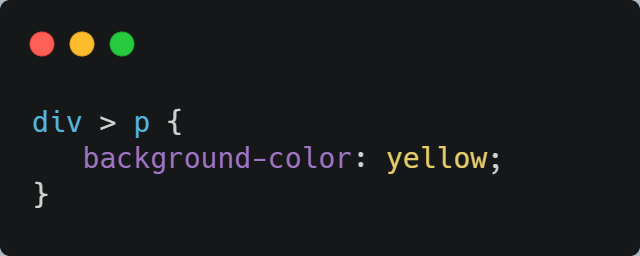 div > p {
   background-color: yellow;
}